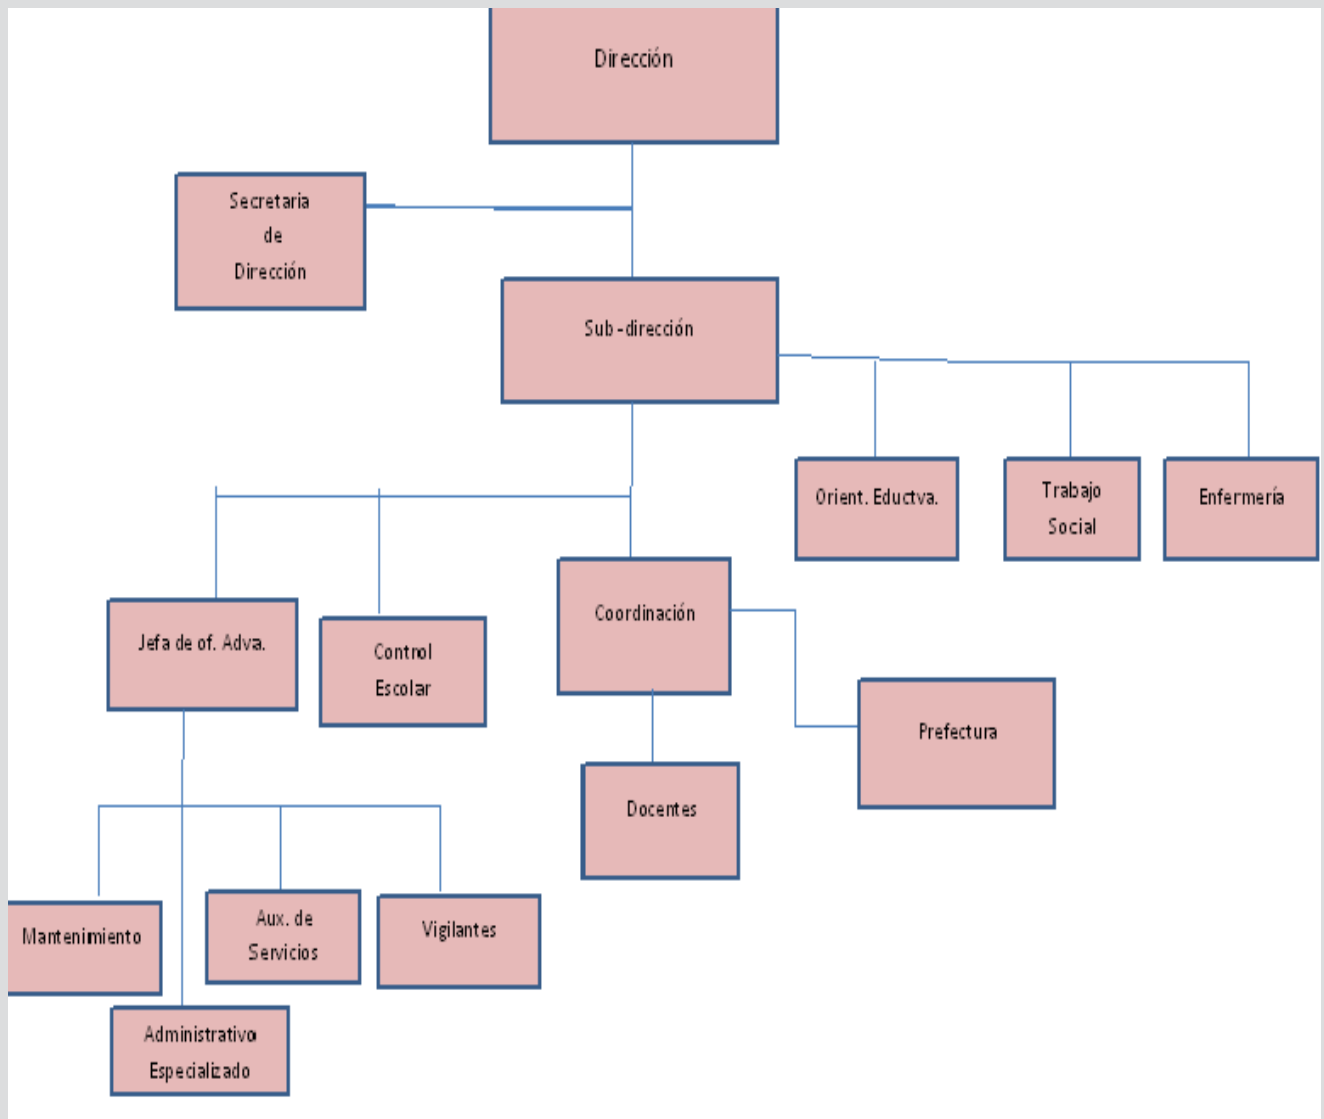 Dirección
Secretaria
de
Dirección
Sub-dirección
Orient. Eductva.
Trabajo
Social
Enfermería
Jefa de of. Adva.
Control
Escolar
Coordinación
Prefectura
Docentes
Mantenimiento
Aux. de
Servicios
Vigilantes
Administrativo
Especializado